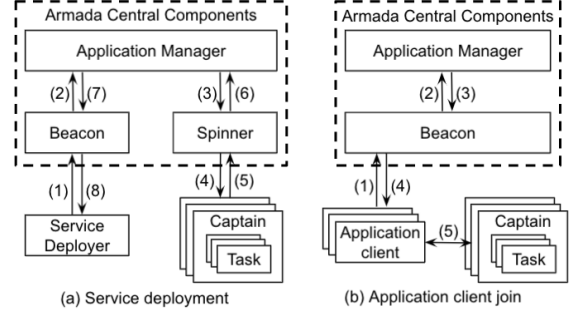 Armada Central Components
Application Manager
(2)
(7)
(3)
(6)
Beacon
Spinner
(1)
(8)
(4)
(5)
Service
Deployer
Captain
Task
(a) Service deployment
Armada Central Components
Application Manager
(2)
(3)
Beacon
(1)
(4)
Application
client
(5)
Captain
Task
(b) Application client join